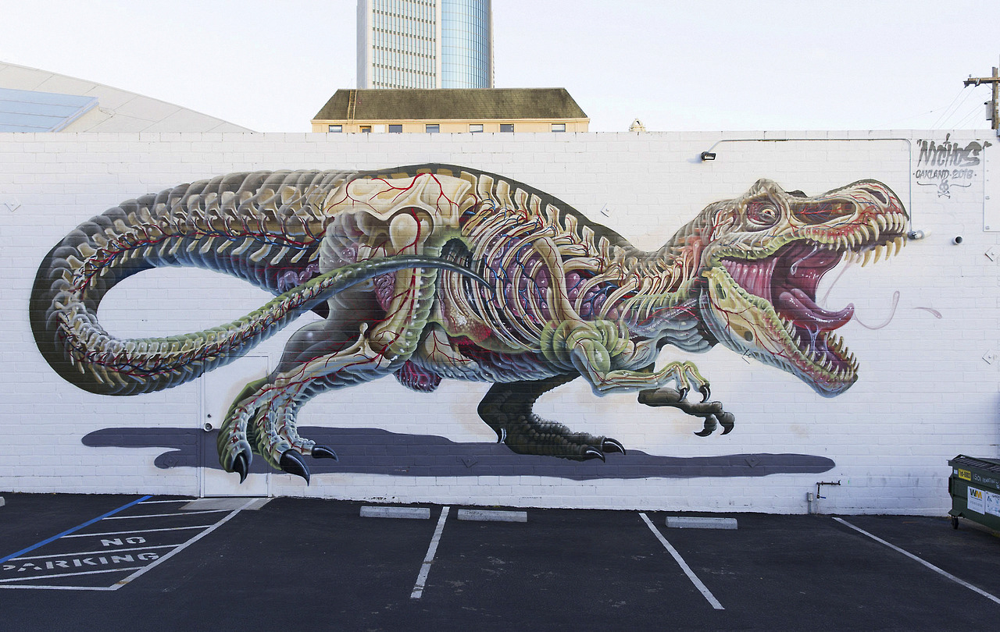 "NYCHOS"
OAKLAND·2018·
NO
PARKING
WM